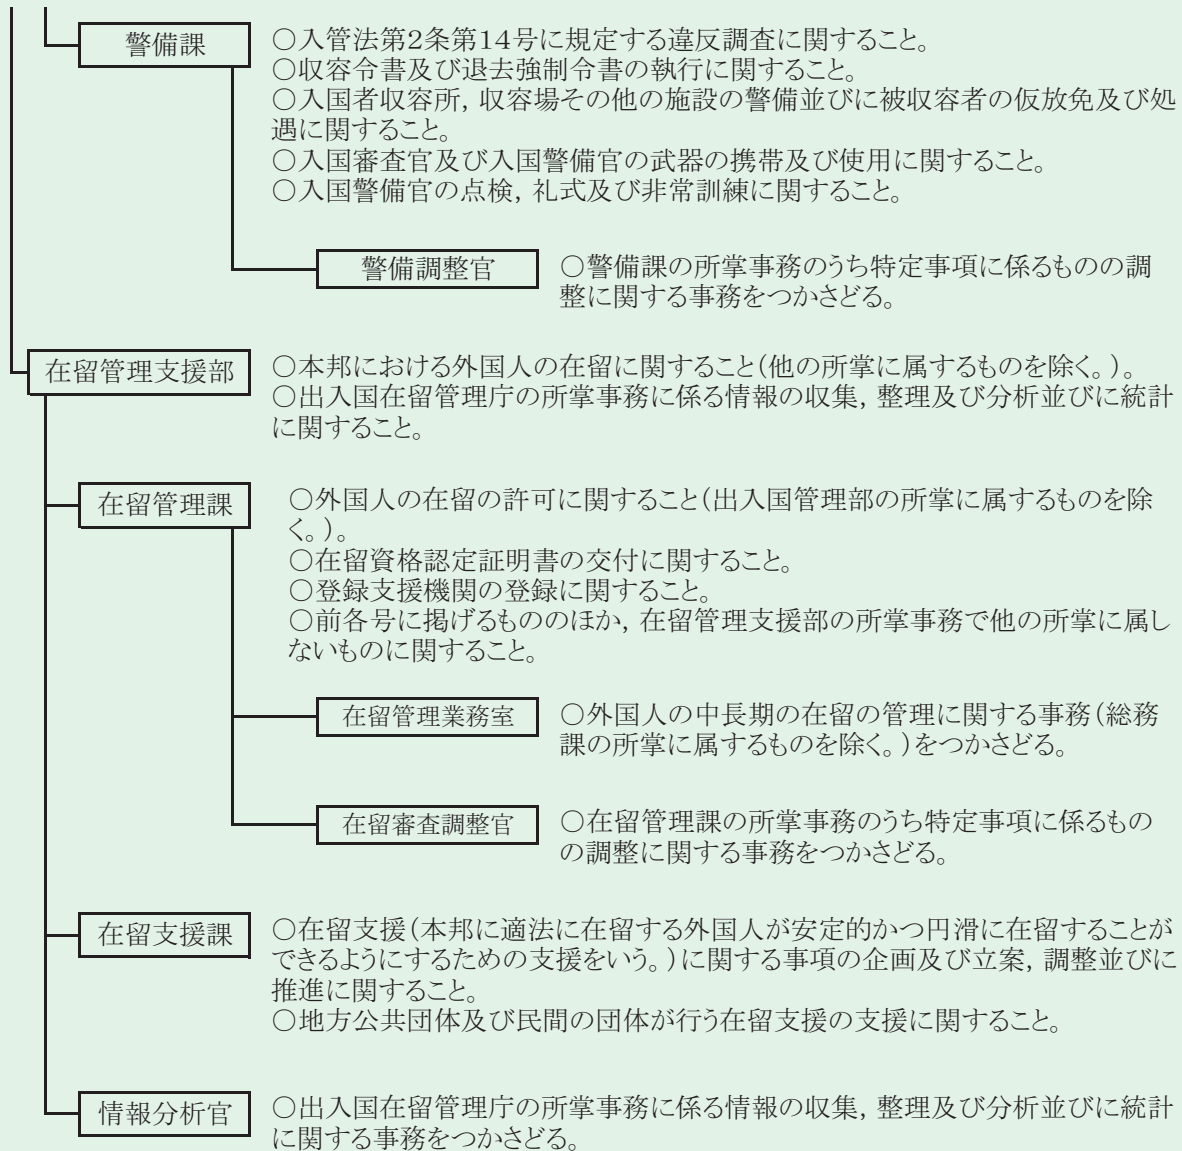 警備課
○入管法第2条第14号に規定する違反調査に関すること。
○収容令書及び退去強制令書の執行に関すること。
○入国者収容所，収容場その他の施設の警備並びに被収容者の仮放免及び処
遇に関すること。
○入国審査官及び入国警備官の武器の携帯及び使用に関すること。
○入国警備官の点検，礼式及び非常訓練に関すること。
警備調整官
○警備課の所掌事務のうち特定事項に係るものの調
整に関する事務をつかさどる。
在留管理支援部
○本邦における外国人の在留に関すること（他の所掌に属するものを除く。）。
○出入国在留管理庁の所掌事務に係る情報の収集，整理及び分析並びに統計
に関すること。
在留管理課
○外国人の在留の許可に関すること（出入国管理部の所掌に属するものを除
く。）。
○在留資格認定証明書の交付に関すること。
○登録支援機関の登録に関すること。
○前各号に掲げるもののほか，在留管理支援部の所掌事務で他の所掌に属し
ないものに関すること。
在留管理業務室
○外国人の中長期の在留の管理に関する事務（総務
課の所掌に属するものを除く。）をつかさどる。
在留審査調整官
○在留管理課の所掌事務のうち特定事項に係るもの
の調整に関する事務をつかさどる。
在留支援課
○在留支援（本邦に適法に在留する外国人が安定的かつ円滑に在留することが
できるようにするための支援をいう。）に関する事項の企画及び立案，調整並びに
推進に関すること。
○地方公共団体及び民間の団体が行う在留支援の支援に関すること。
情報分析官
○出入国在留管理庁の所掌事務に係る情報の収集，整理及び分析並びに統計
に関する事務をつかさどる。